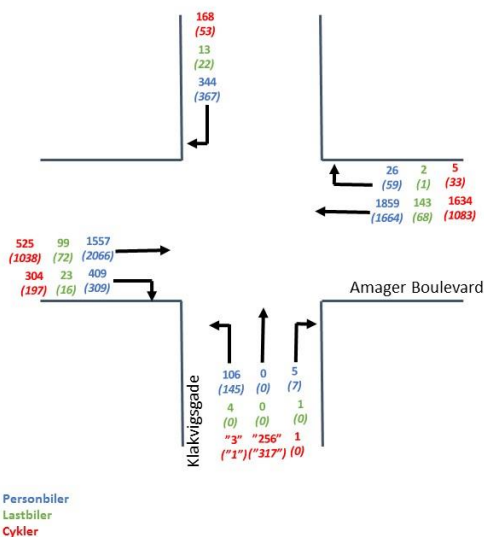 168
(53)
13
(22)
344
(367)
26 2 5
(59) (1) (33)
1859 143 1634
(1664) (68) (1083)
525 99 1557
(1038) (72) (2066)
304 23 409
(197) (16) (309)
Amager Boulevard
Klakvigsgade
106 0 5
(145) (0) (7)
4 0 1
(0) (0) (0)
"3" "256" 1
("1") ("317") (0)
Personbiler
Lastbiler
Cykler